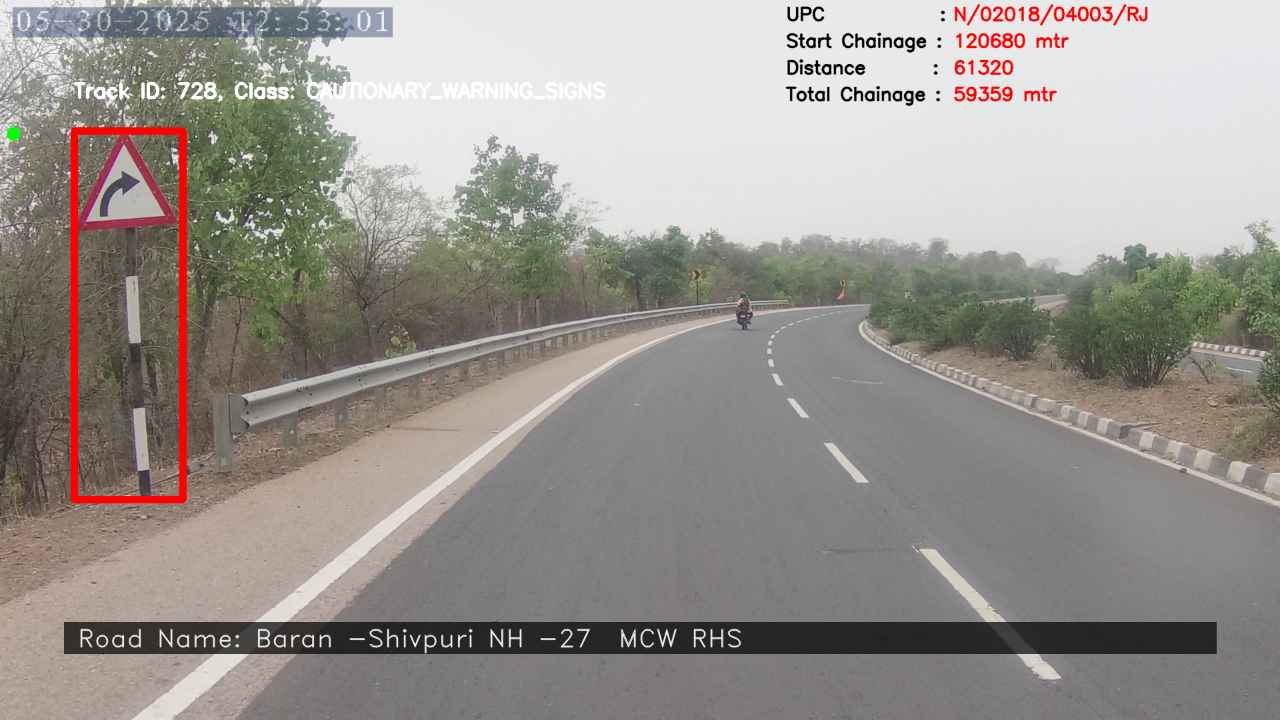 05-30-2025 12:53:01
UPC : N/02018/04003/RJ
Start Chainage : 120680 mtr
Distance : 61320
Total Chainage : 59359 mtr
Track ID: 728, Class: CAUTIONARY_WARNING_SIGNS
Road Name: Baran -Shivpuri NH -27 MCW RHS